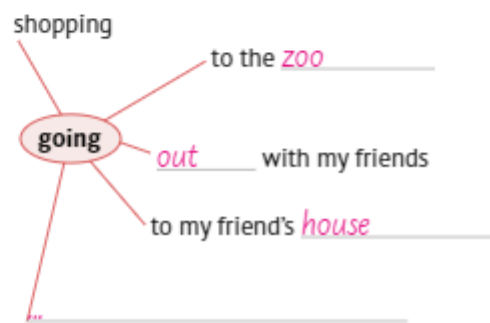 shopping
to the zoo
going
out with my friends
to my friend's house
...